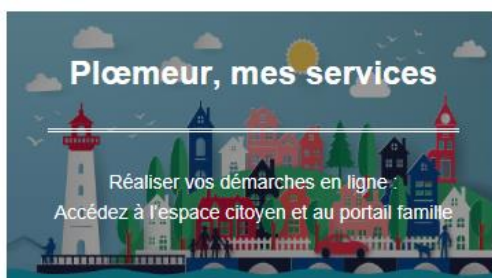 Plœmeur, mes services
Réaliser vos démarches en ligne :
Accédez à l'espace citoyen et au portail famille